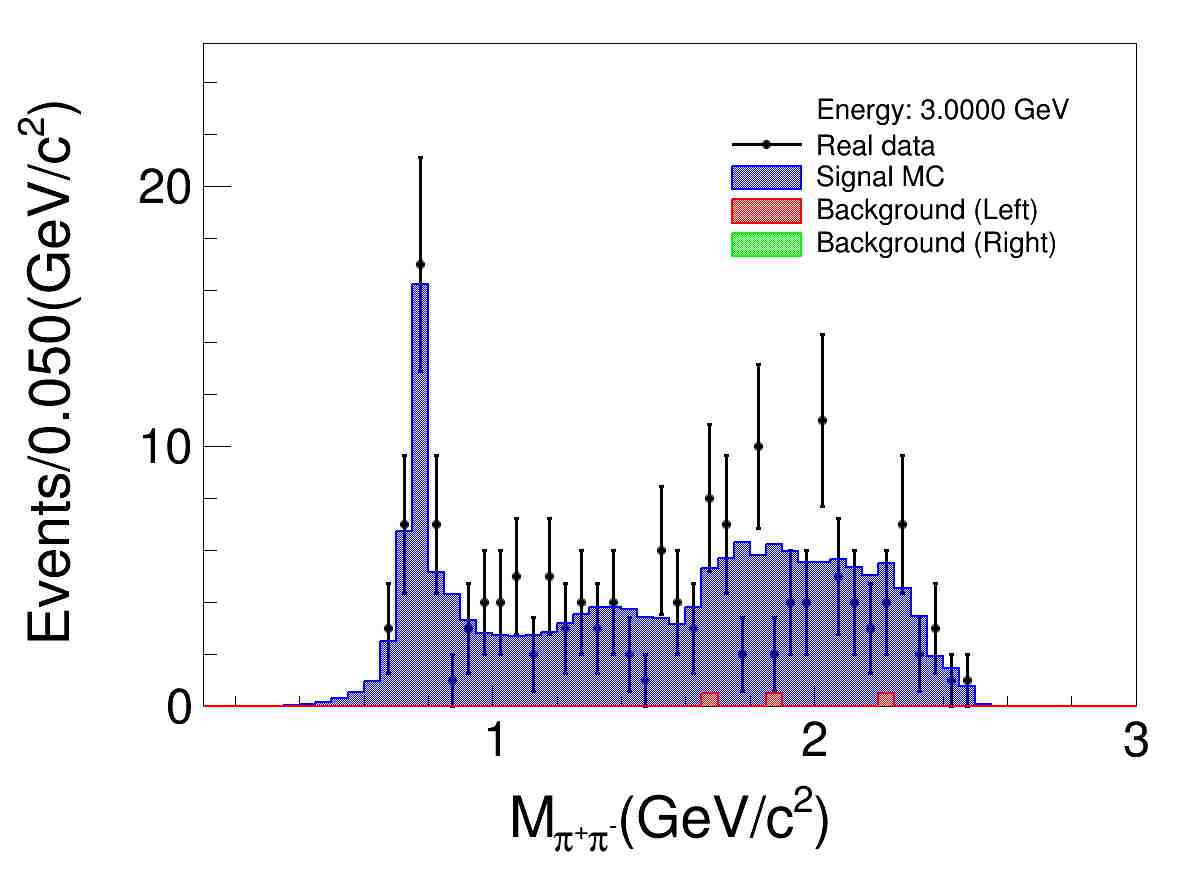 Events/0.050(GeV/c²)
20
10
0
Energy: 3.0000 GeV
Real data
Signal MC
Background (Left)
Background (Right)
1 2 3
Mπ⁺π⁻(GeV/c²)